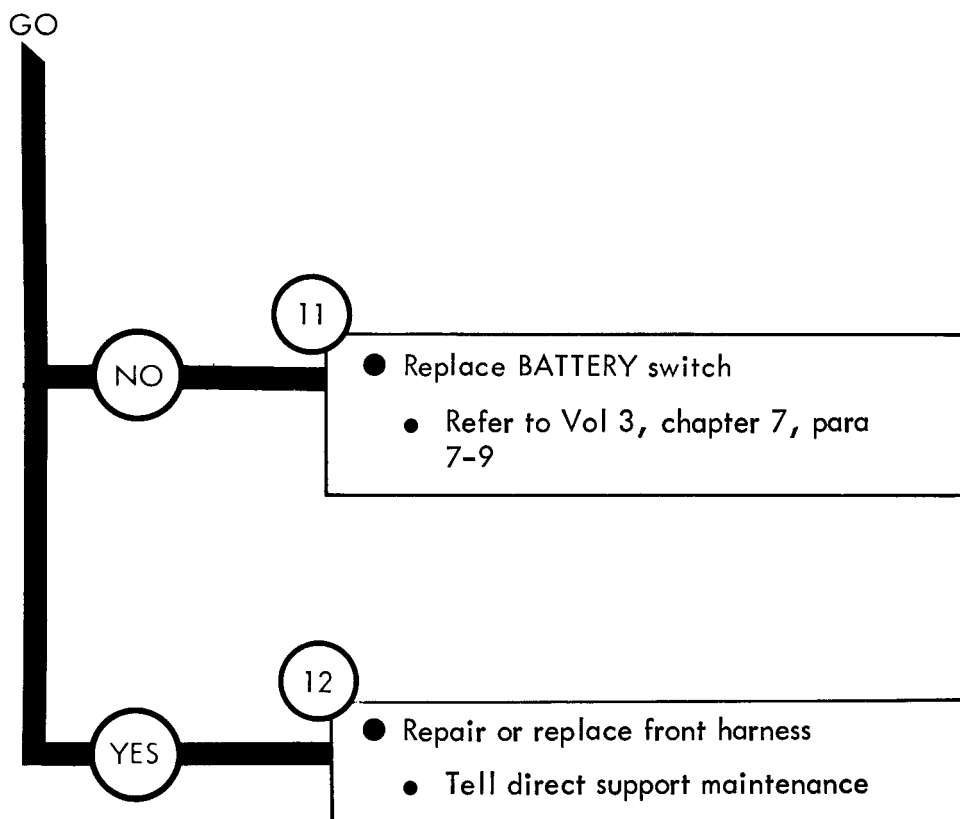 GO
11
NO
● Replace BATTERY switch
● Refer to Vol 3, chapter 7, para
7-9
12
YES
● Repair or replace front harness
● Tell direct support maintenance